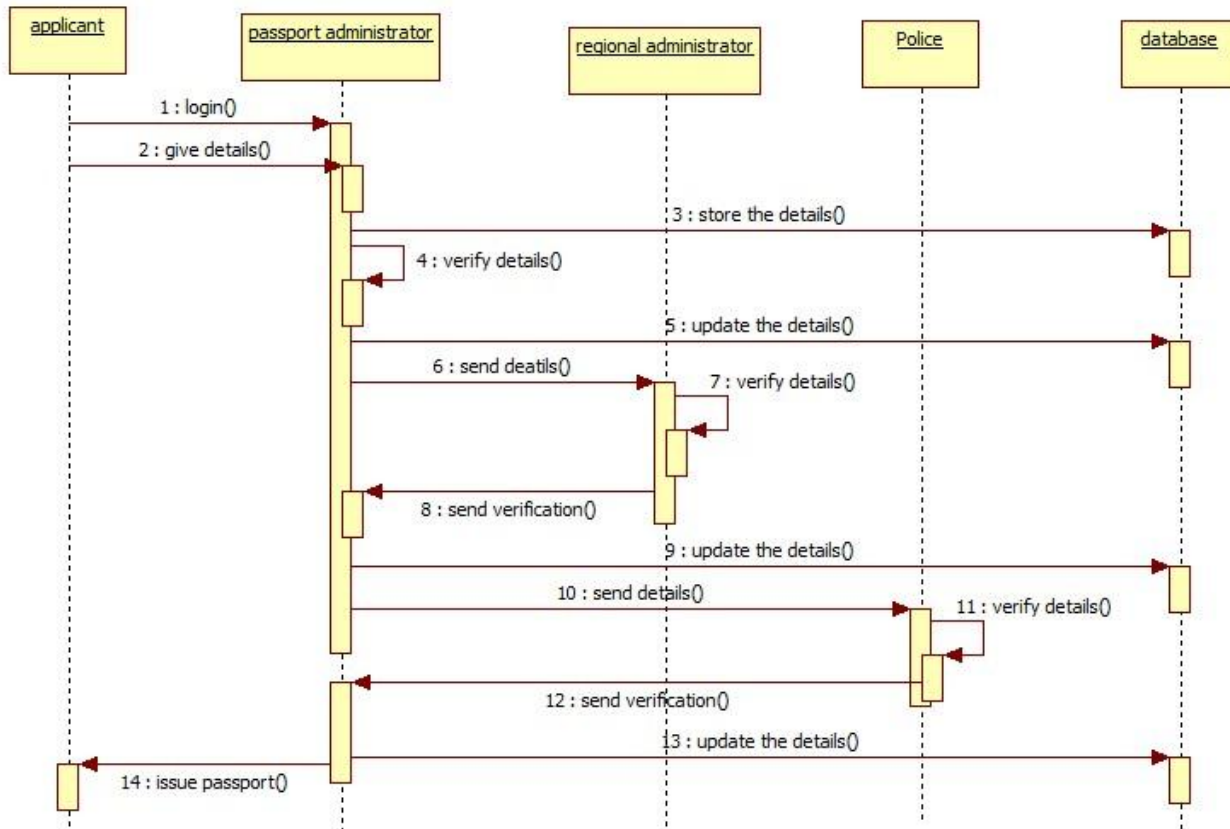 applicant
passport administrator
regional administrator
Police
database
1 : login()
2 : give details()
3 : store the details()
4 : verify details()
5 : update the details()
6 : send deatils()
7 : verify details()
8 : send verification()
9 : update the details()
10 : send details()
11 : verify details()
12 : send verification()
13 : update the details()
14 : issue passport()